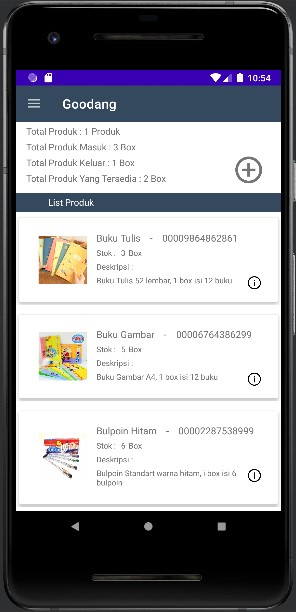 10:54
Goodang
Total Produk : 1 Produk
Total Produk Masuk : 3 Box
Total Produk Keluar : 1 Box
Total Produk Yang Tersedia : 2 Box
List Produk
Buku Tulis - 00009864862861
Stok : 3 Box
Deskripsi :
Buku Tulis 52 lembar, 1 box isi 12 buku
Buku Gambar - 00006764386299
Stok : 5 Box
Deskripsi :
Buku Gambar A4, 1 box isi 12 buku
Bulpoin Hitam - 00002287538999
Stok : 6 Box
Deskripsi :
Bulpoin Standart warna hitam, i box isi 6
bulpoin